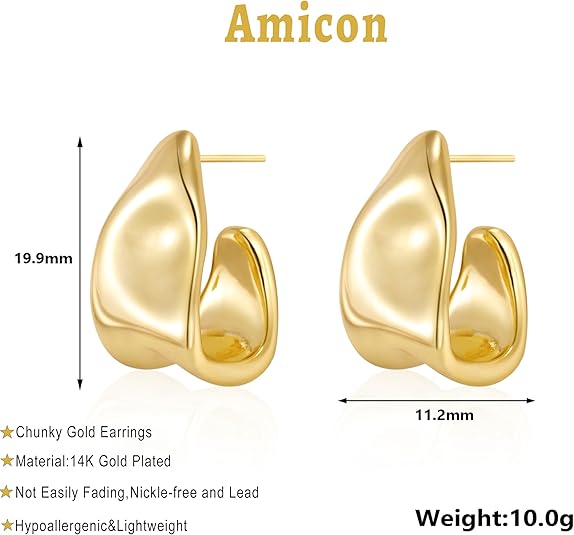 Amicon
19.9mm
11.2mm
Chunky Gold Earrings
Material:14K Gold Plated
Not Easily Fading,Nickle-free and Lead
Hypoallergenic&Lightweight
Weight:10.0g